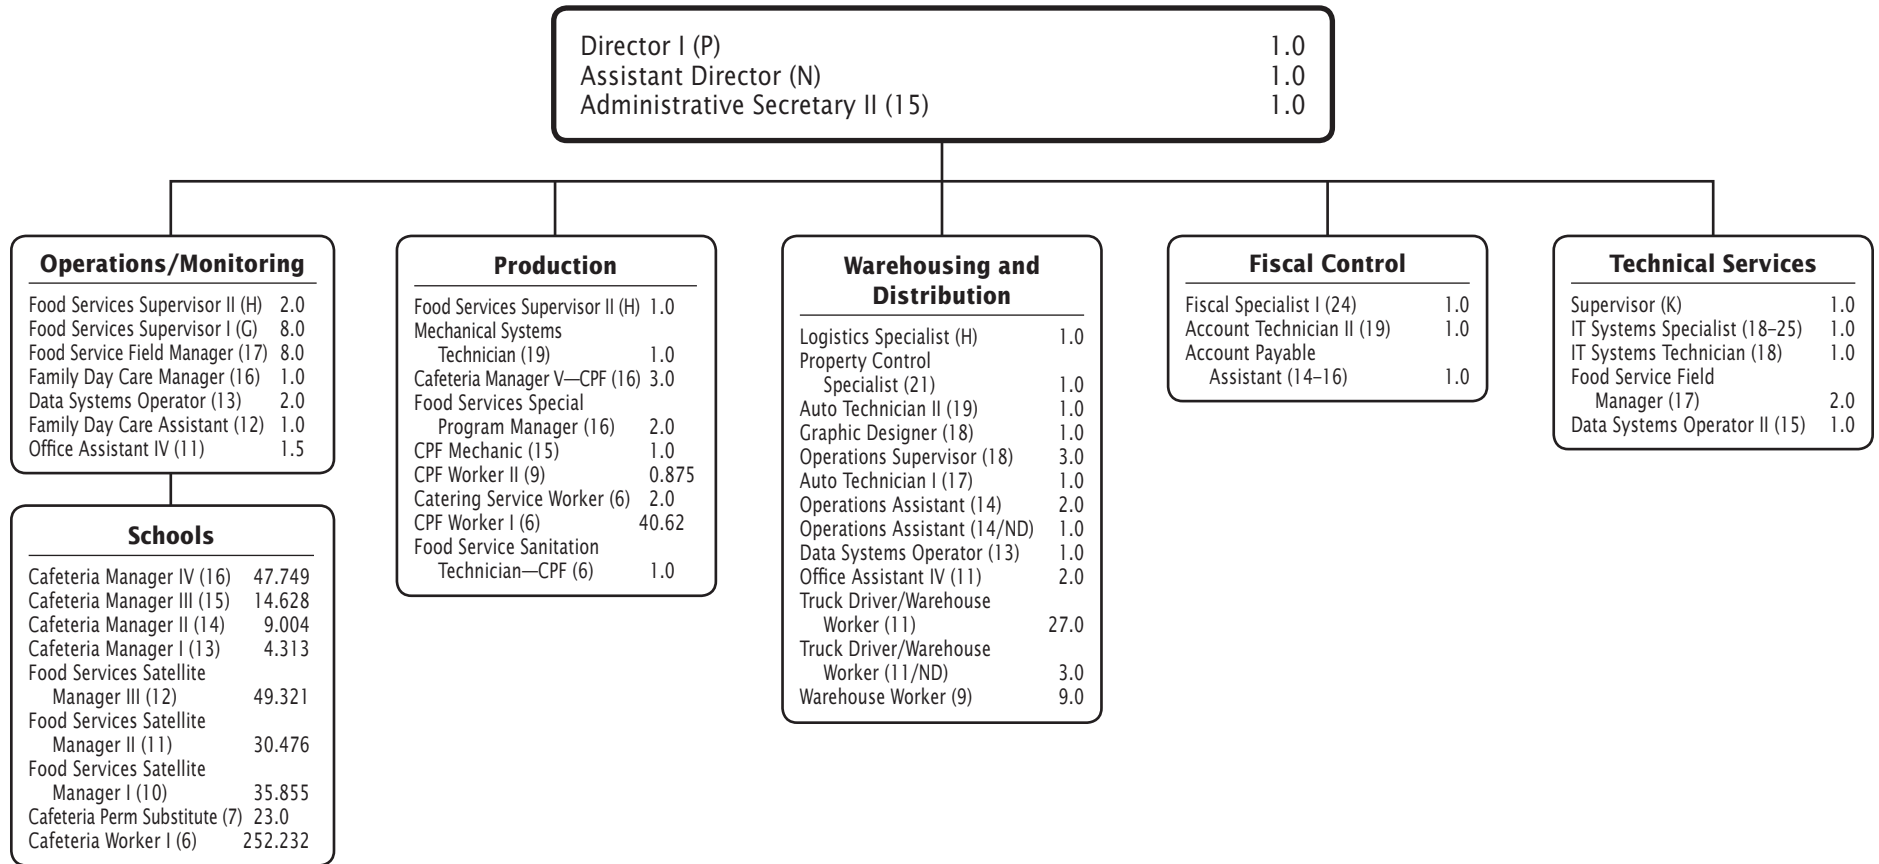 Director I (P) 1.0
Assistant Director (N) 1.0
Administrative Secretary II (15) 1.0
Operations/Monitoring
Food Services Supervisor II (H) 2.0
Food Services Supervisor I (G) 8.0
Food Service Field Manager (17) 8.0
Family Day Care Manager (16) 1.0
Data Systems Operator (13) 2.0
Family Day Care Assistant (12) 1.0
Office Assistant IV (11) 1.5
Schools
Cafeteria Manager IV (16) 47.749
Cafeteria Manager III (15) 14.628
Cafeteria Manager II (14) 9.004
Cafeteria Manager I (13) 4.313
Food Services Satellite
Manager III (12) 49.321
Food Services Satellite
Manager II (11) 30.476
Food Services Satellite
Manager I (10) 35.855
Cafeteria Perm Substitute (7) 23.0
Cafeteria Worker I (6) 252.232
Production
Food Services Supervisor II (H) 1.0
Mechanical Systems
Technician (19) 1.0
Cafeteria Manager V—CPF (16) 3.0
Food Services Special
Program Manager (16) 2.0
CPF Mechanic (15) 1.0
CPF Worker II (9) 0.875
Catering Service Worker (6) 2.0
CPF Worker I (6) 40.62
Food Service Sanitation
Technician—CPF (6) 1.0
Warehousing and
Distribution
Logistics Specialist (H) 1.0
Property Control
Specialist (21) 1.0
Auto Technician II (19) 1.0
Graphic Designer (18) 1.0
Operations Supervisor (18) 3.0
Auto Technician I (17) 1.0
Operations Assistant (14) 2.0
Operations Assistant (14/ND) 1.0
Data Systems Operator (13) 1.0
Office Assistant IV (11) 2.0
Truck Driver/Warehouse
Worker (11) 27.0
Truck Driver/Warehouse
Worker (11/ND) 3.0
Warehouse Worker (9) 9.0
Fiscal Control
Fiscal Specialist I (24) 1.0
Account Technician II (19) 1.0
Account Payable
Assistant (14–16) 1.0
Technical Services
Supervisor (K) 1.0
IT Systems Specialist (18–25) 1.0
IT Systems Technician (18) 1.0
Food Service Field
Manager (17) 2.0
Data Systems Operator II (15) 1.0